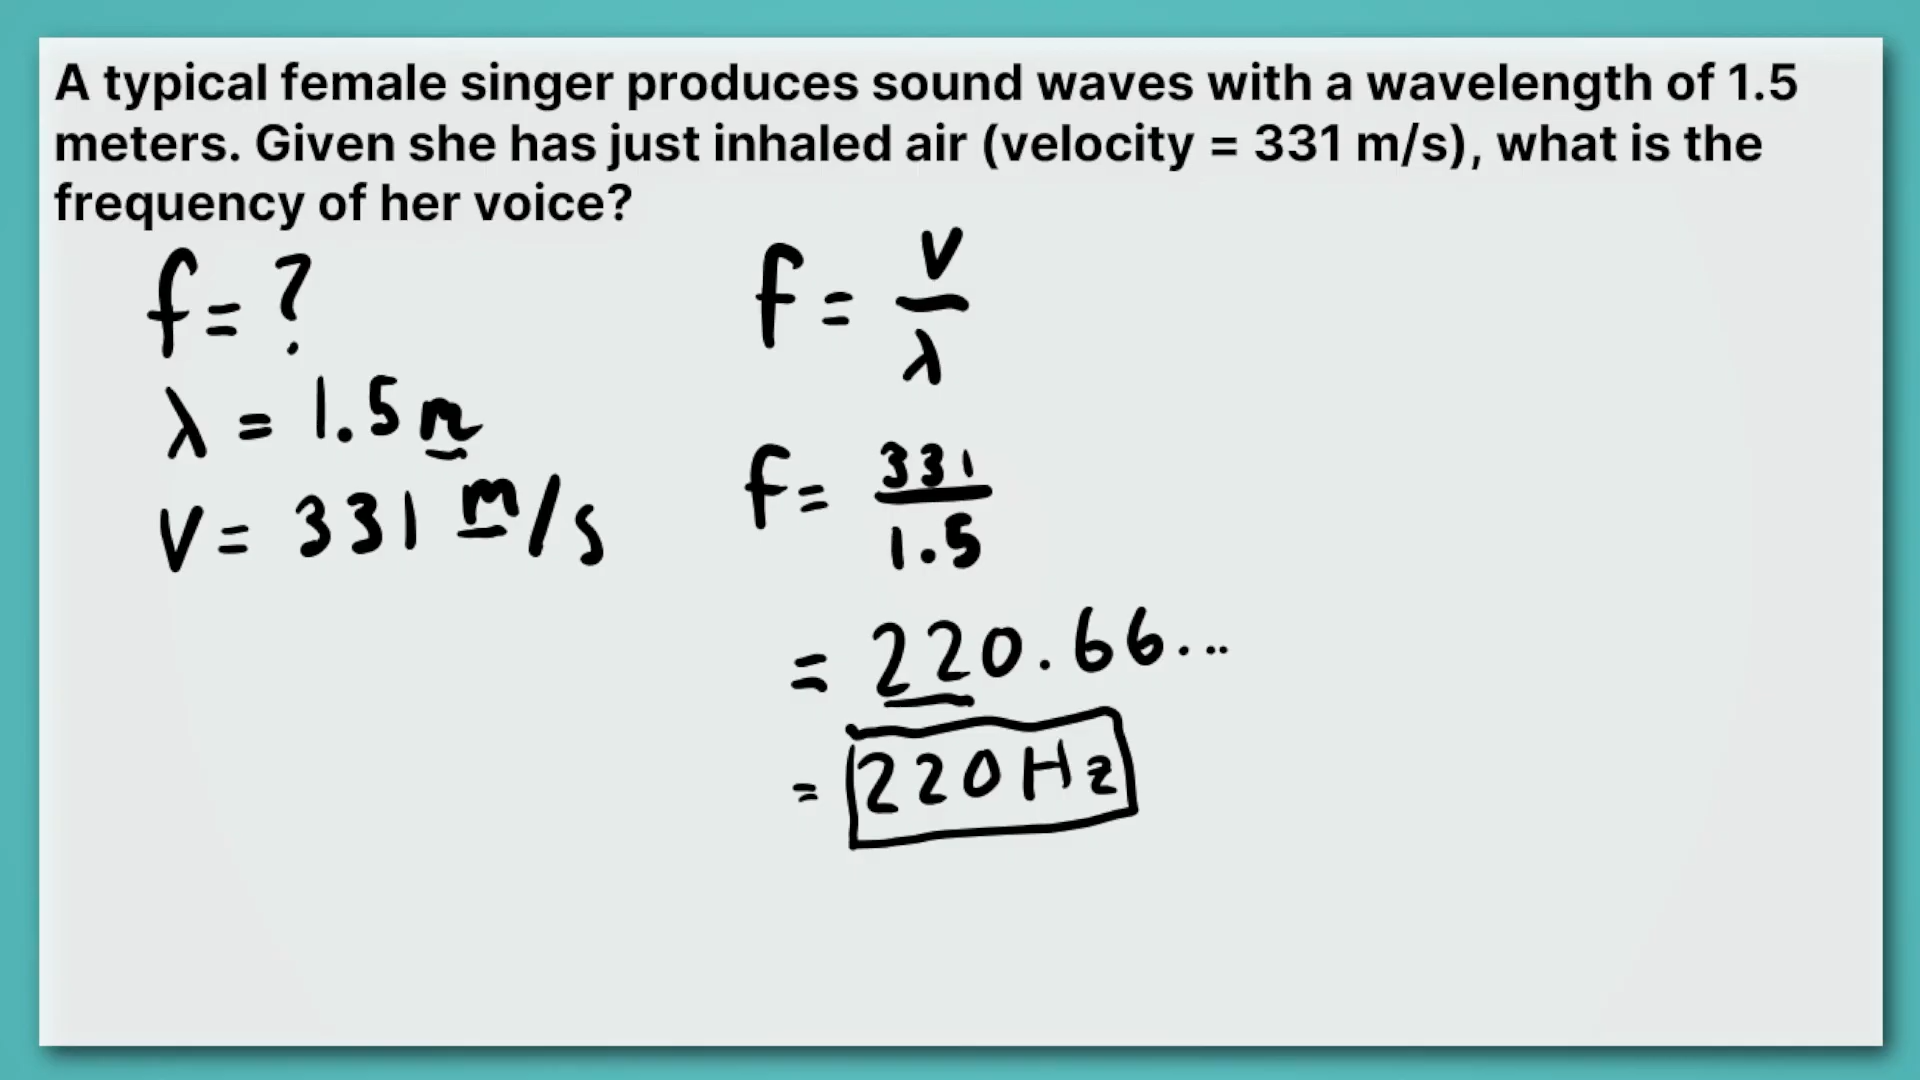 A typical female singer produces sound waves with a wavelength of 1.5
meters. Given she has just inhaled air (velocity = 331 m/s), what is the
frequency of her voice?
f = ?
λ = 1.5 m
v = 331 m/s
f = v/λ
f = 331/1.5
= 220.66...
= 220 Hz